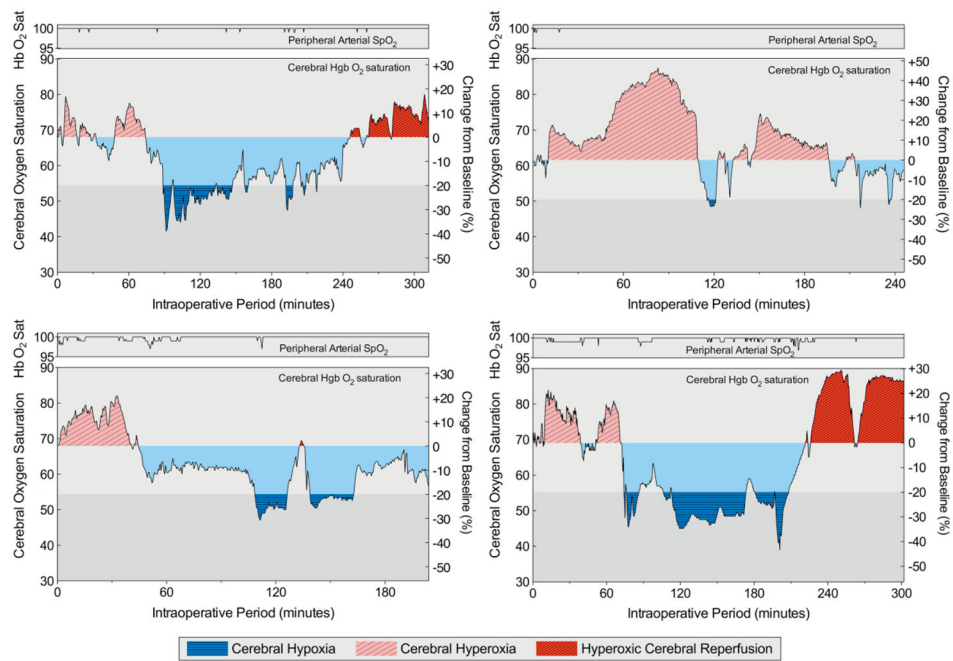 Hb O2 Sat
100
95
Peripheral Arterial SpO2
Cerebral Oxygen Saturation
90
80
70
60
50
40
30
Cerebral Hgb O2 saturation
+30
+20
+10
0
-10
-20
-30
-40
-50
Change from Baseline (%)
0 60 120 180 240 300
Intraoperative Period (minutes)
Hb O2 Sat
100
95
Peripheral Arterial SpO2
Cerebral Oxygen Saturation
90
80
70
60
50
40
30
Cerebral Hgb O2 saturation
+50
+40
+30
+20
+10
0
-10
-20
-30
-40
-50
Change from Baseline (%)
0 60 120 180 240
Intraoperative Period (minutes)
Hb O2 Sat
100
95
Peripheral Arterial SpO2
Cerebral Oxygen Saturation
90
80
70
60
50
40
30
Cerebral Hgb O2 saturation
+30
+20
+10
0
-10
-20
-30
-40
-50
Change from Baseline (%)
0 60 120 180
Intraoperative Period (minutes)
Hb O2 Sat
100
95
Peripheral Arterial SpO2
Cerebral Oxygen Saturation
90
80
70
60
50
40
30
Cerebral Hgb O2 saturation
+30
+20
+10
0
-10
-20
-30
-40
-50
Change from Baseline (%)
0 60 120 180 240 300
Intraoperative Period (minutes)
Cerebral Hypoxia Cerebral Hyperoxia Hyperoxic Cerebral Reperfusion